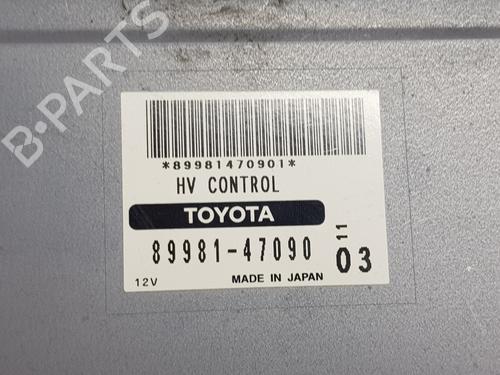 B-PARTS
*89981470901*
HV CONTROL
TOYOTA
89981-47090
11
03
12V
MADE IN JAPAN